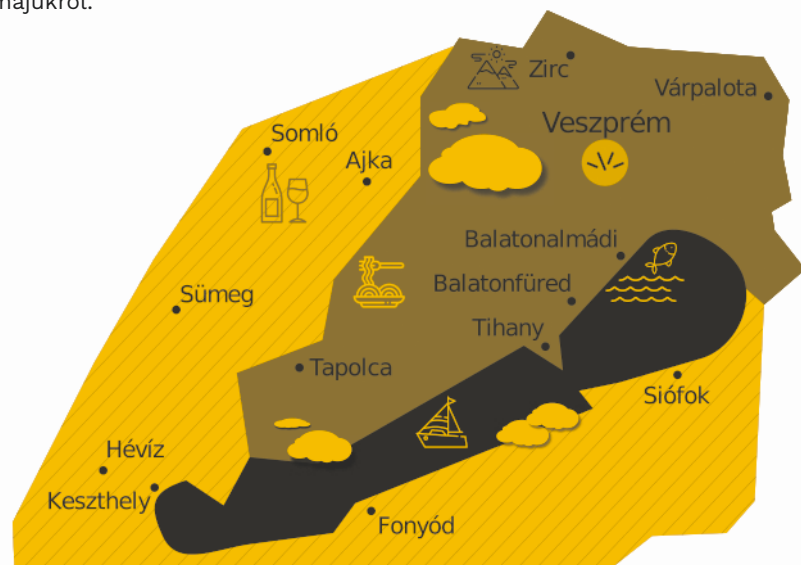 Zirc
Várpalota
Veszprém
Somló
Ajka
Balatonalmádi
Balatonfüred
Sümeg
Tihany
Tapolca
Siófok
Hévíz
Keszthely
Fonyód